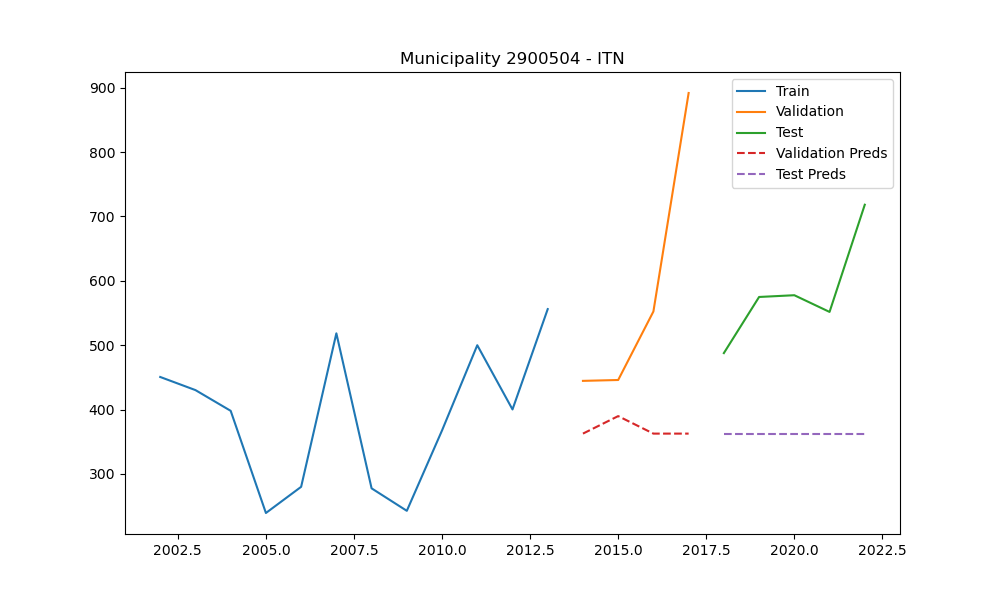 Municipality 2900504 - ITN
900
800
700
600
500
400
300
2002.5
2005.0
2007.5
2010.0
2012.5
2015.0
2017.5
2020.0
2022.5
Train
Validation
Test
Validation Preds
Test Preds